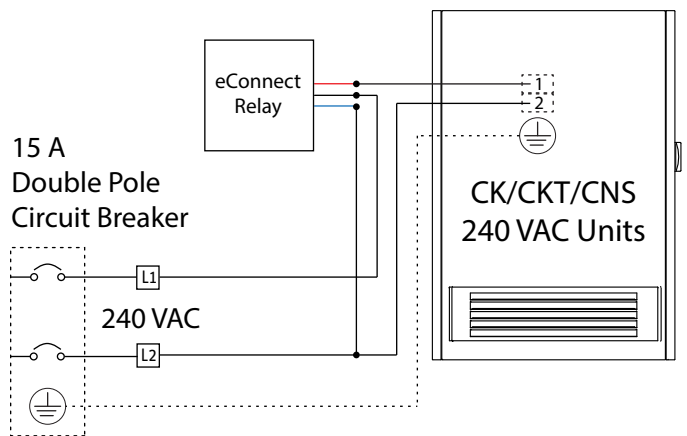 eConnect
Relay
1
2
15 A
Double Pole
Circuit Breaker
CK/CKT/CNS
240 VAC Units
L1
240 VAC
L2